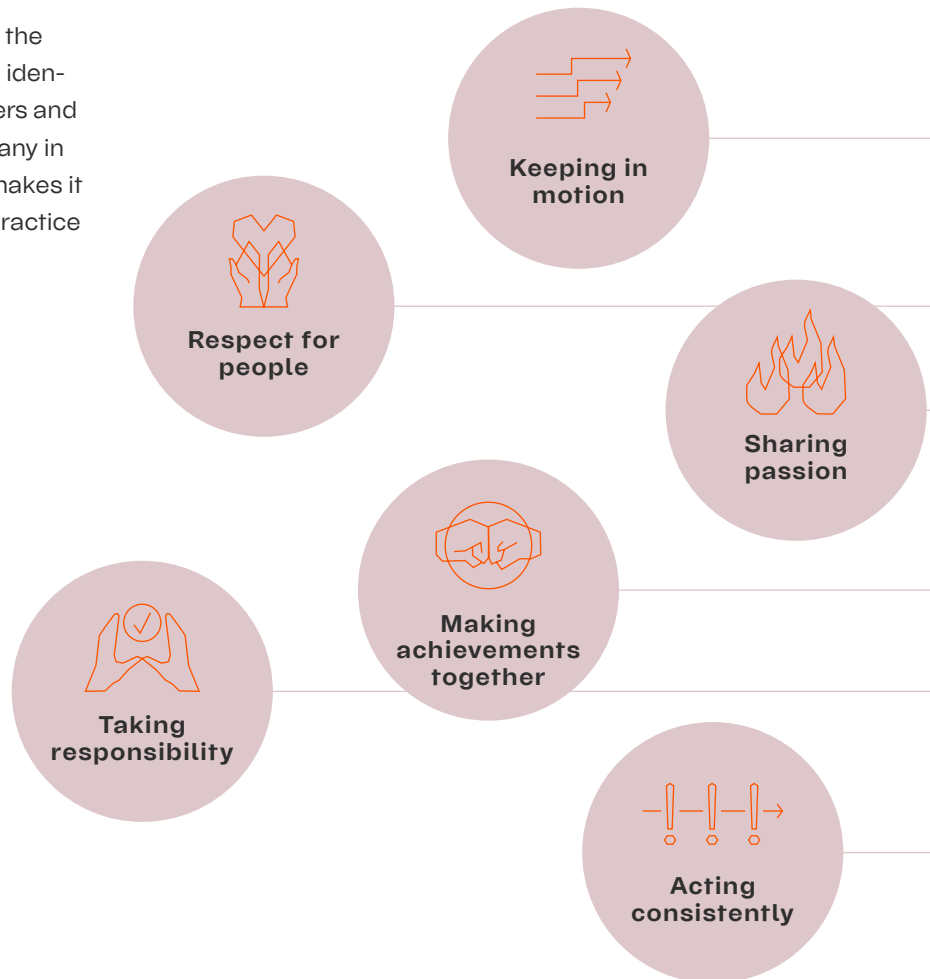 the
iden-
ers and
any in
makes it
ractice
Keeping in
motion
Respect for
people
Sharing
passion
Making
achievements
together
Taking
responsibility
Acting
consistently